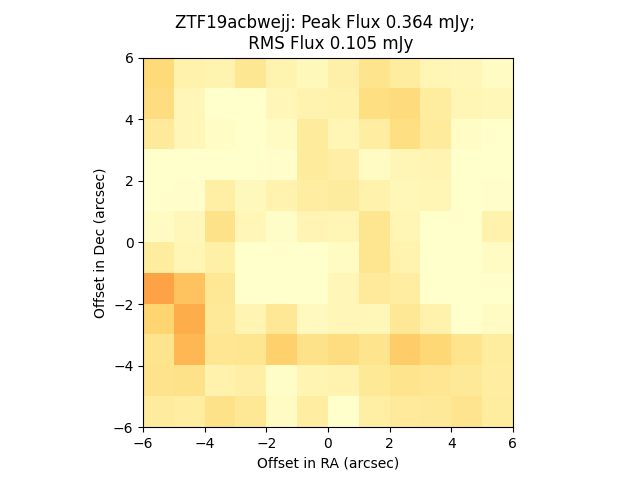 ZTF19acbwejj: Peak Flux 0.364 mJy;
RMS Flux 0.105 mJy
6
4
2
0
−2
−4
−6
Offset in Dec (arcsec)
−6 −4 −2 0 2 4 6
Offset in RA (arcsec)